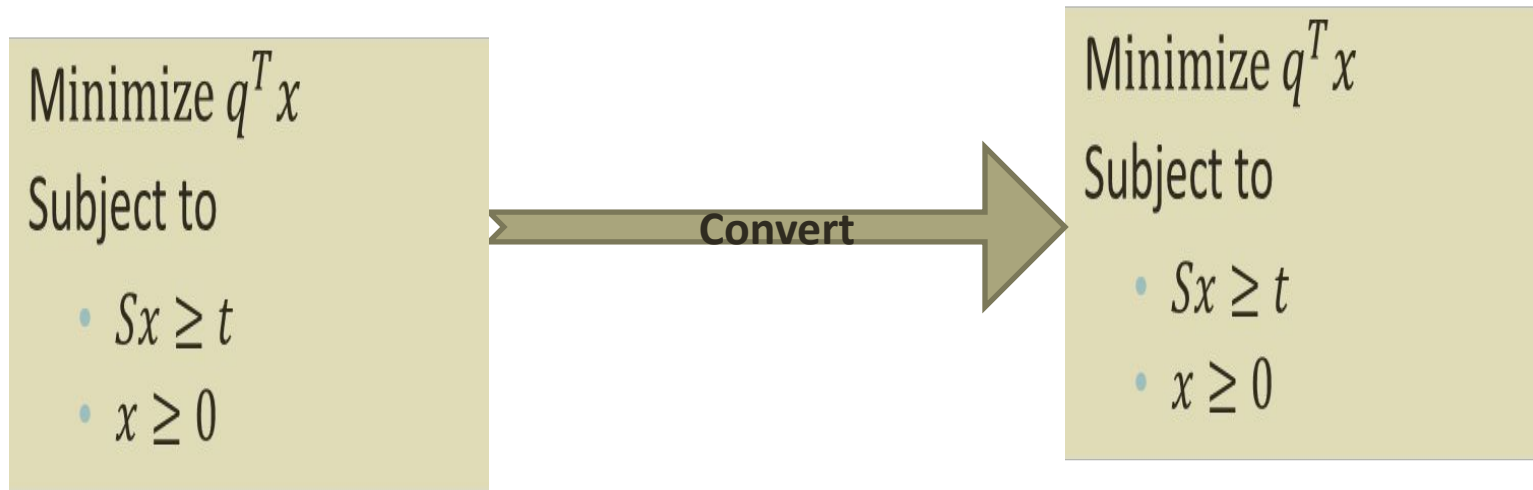 Minimize qᵀx
Subject to
• Sx ≥ t
• x ≥ 0
Convert
Minimize qᵀx
Subject to
• Sx ≥ t
• x ≥ 0